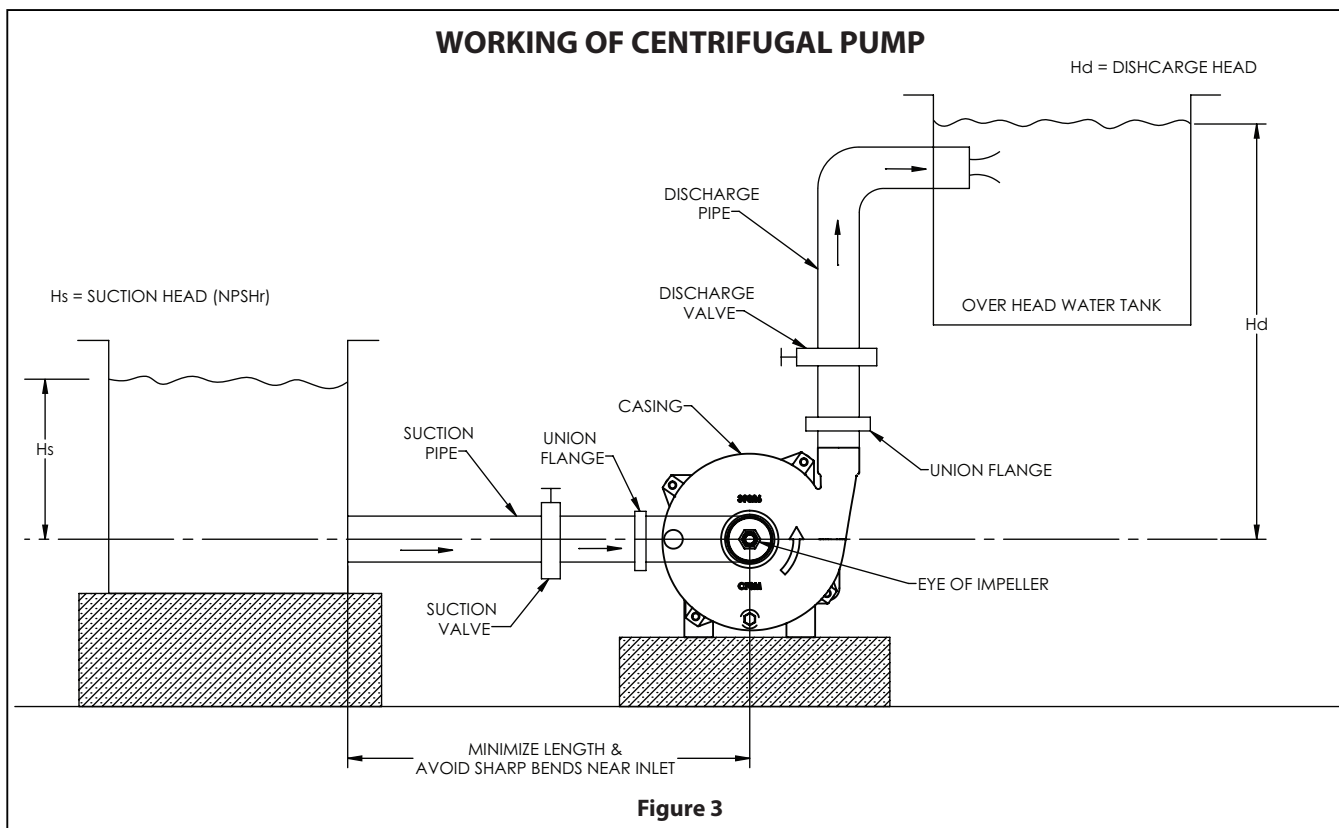 WORKING OF CENTRIFUGAL PUMP
Hd = DISHCARGE HEAD
DISCHARGE
PIPE
Hs = SUCTION HEAD (NPSHr)
DISCHARGE
VALVE
OVER HEAD WATER TANK
Hd
CASING
SUCTION
PIPE
UNION
FLANGE
Hs
UNION FLANGE
EYE OF IMPELLER
SUCTION
VALVE
MINIMIZE LENGTH &
AVOID SHARP BENDS NEAR INLET
Figure 3